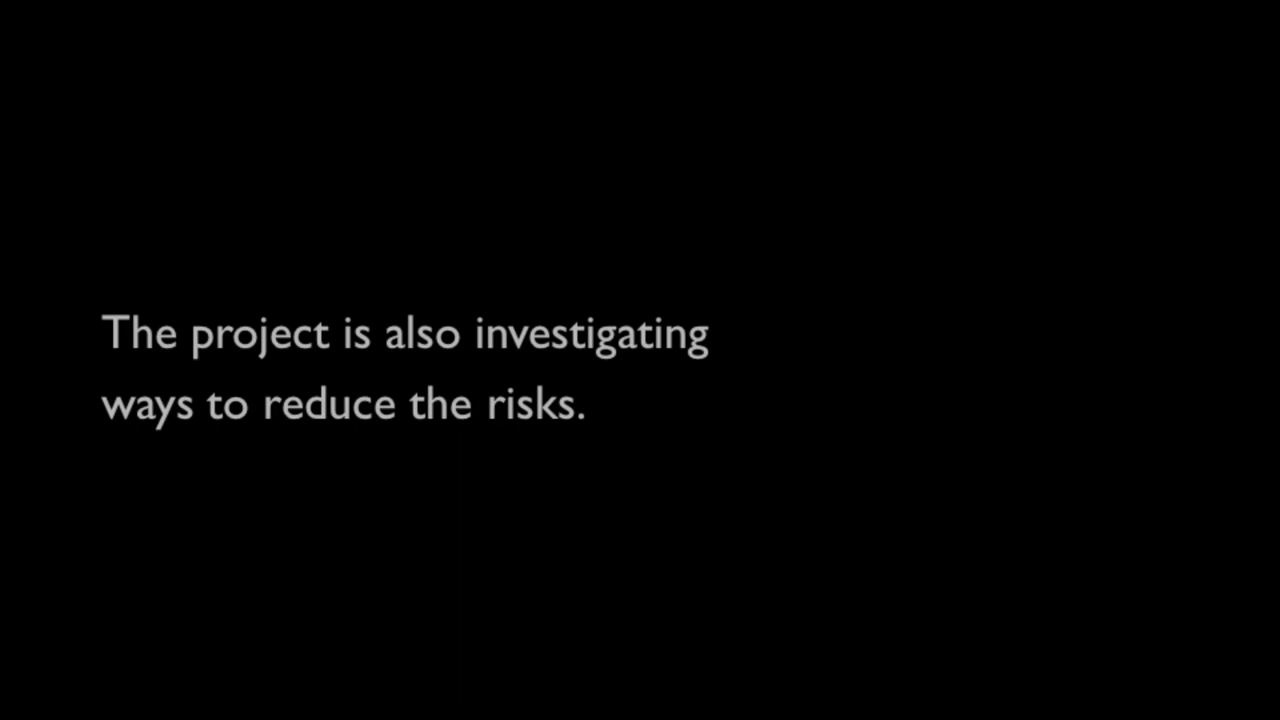 The project is also investigating
ways to reduce the risks.